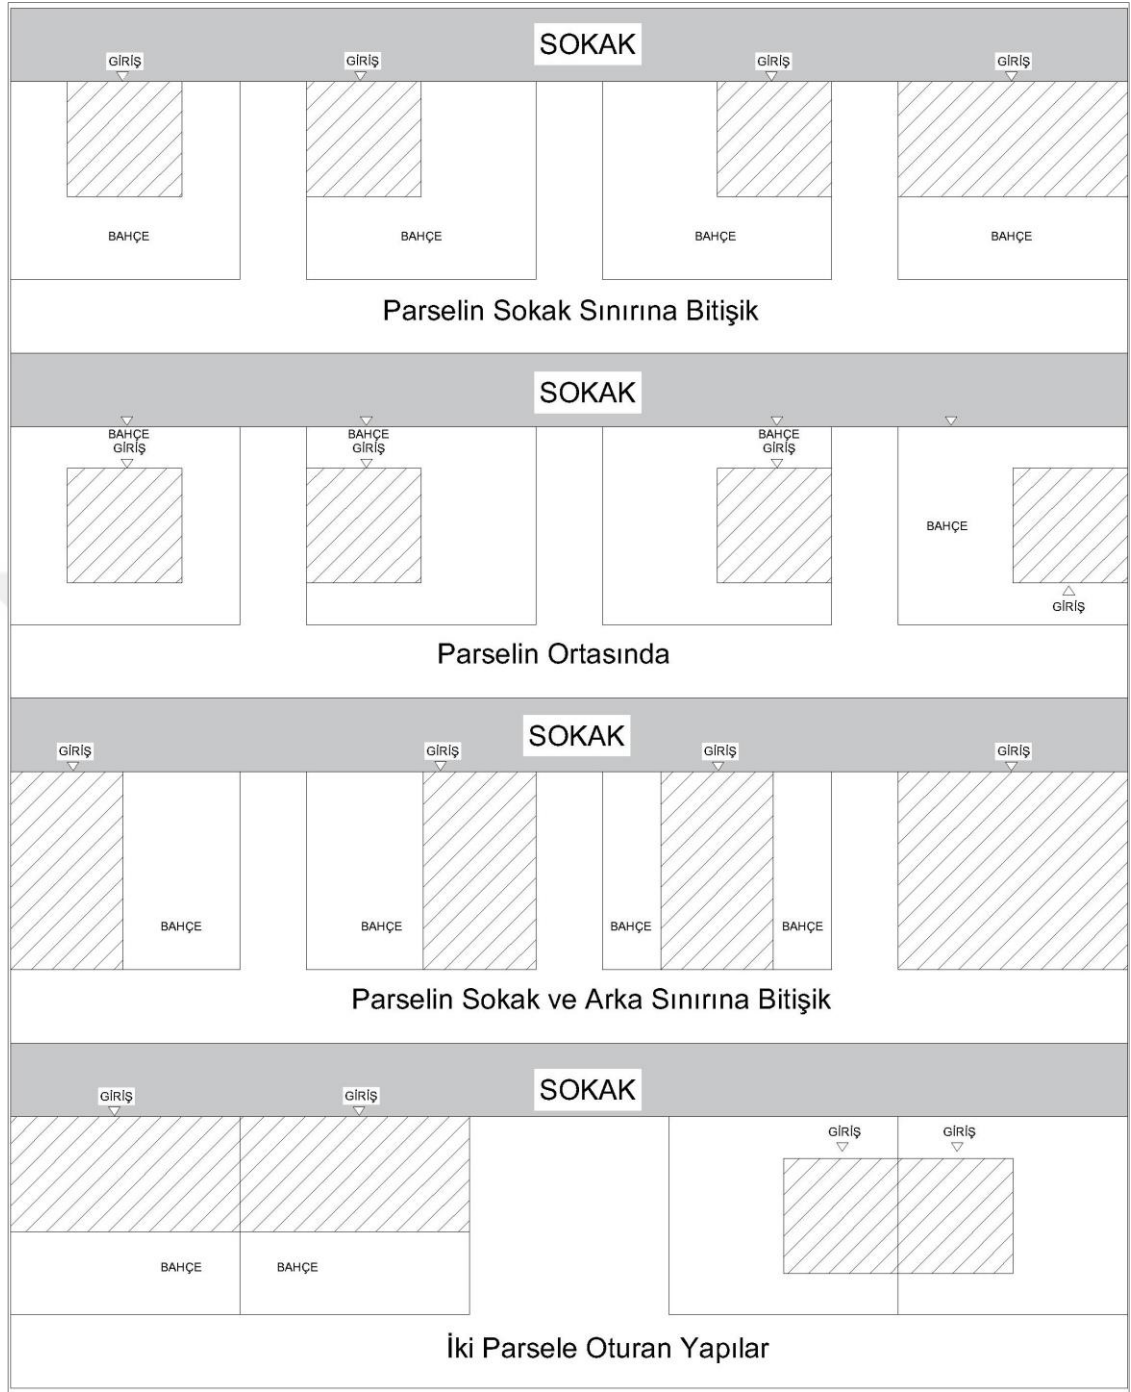 SOKAK
GİRİŞ GİRİŞ GİRİŞ GİRİŞ
BAHÇE BAHÇE BAHÇE BAHÇE
Parselin Sokak Sınırına Bitişik
SOKAK
BAHÇE BAHÇE BAHÇE
GİRİŞ GİRİŞ GİRİŞ
BAHÇE
GİRİŞ
Parselin Ortasında
SOKAK
GİRİŞ GİRİŞ GİRİŞ GİRİŞ
BAHÇE BAHÇE BAHÇE BAHÇE
Parselin Sokak ve Arka Sınırına Bitişik
SOKAK
GİRİŞ GİRİŞ
GİRİŞ GİRİŞ
BAHÇE BAHÇE
İki Parsele Oturan Yapılar